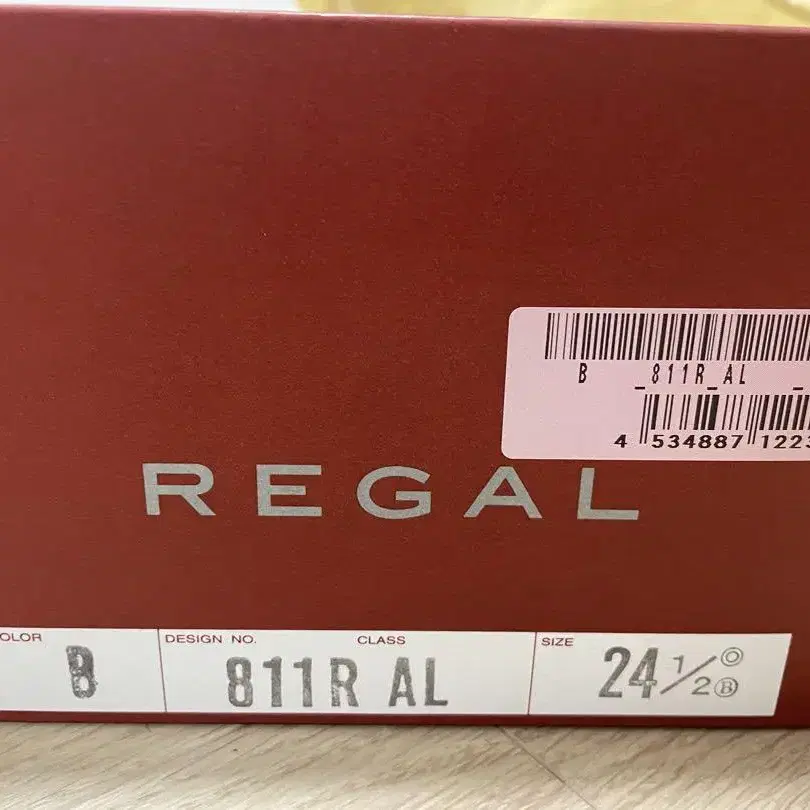 B _811R_AL _
4 534887 1223
REGAL
OLOR DESIGN NO. CLASS SIZE
B 811R AL 24 1/2 Ⓑ